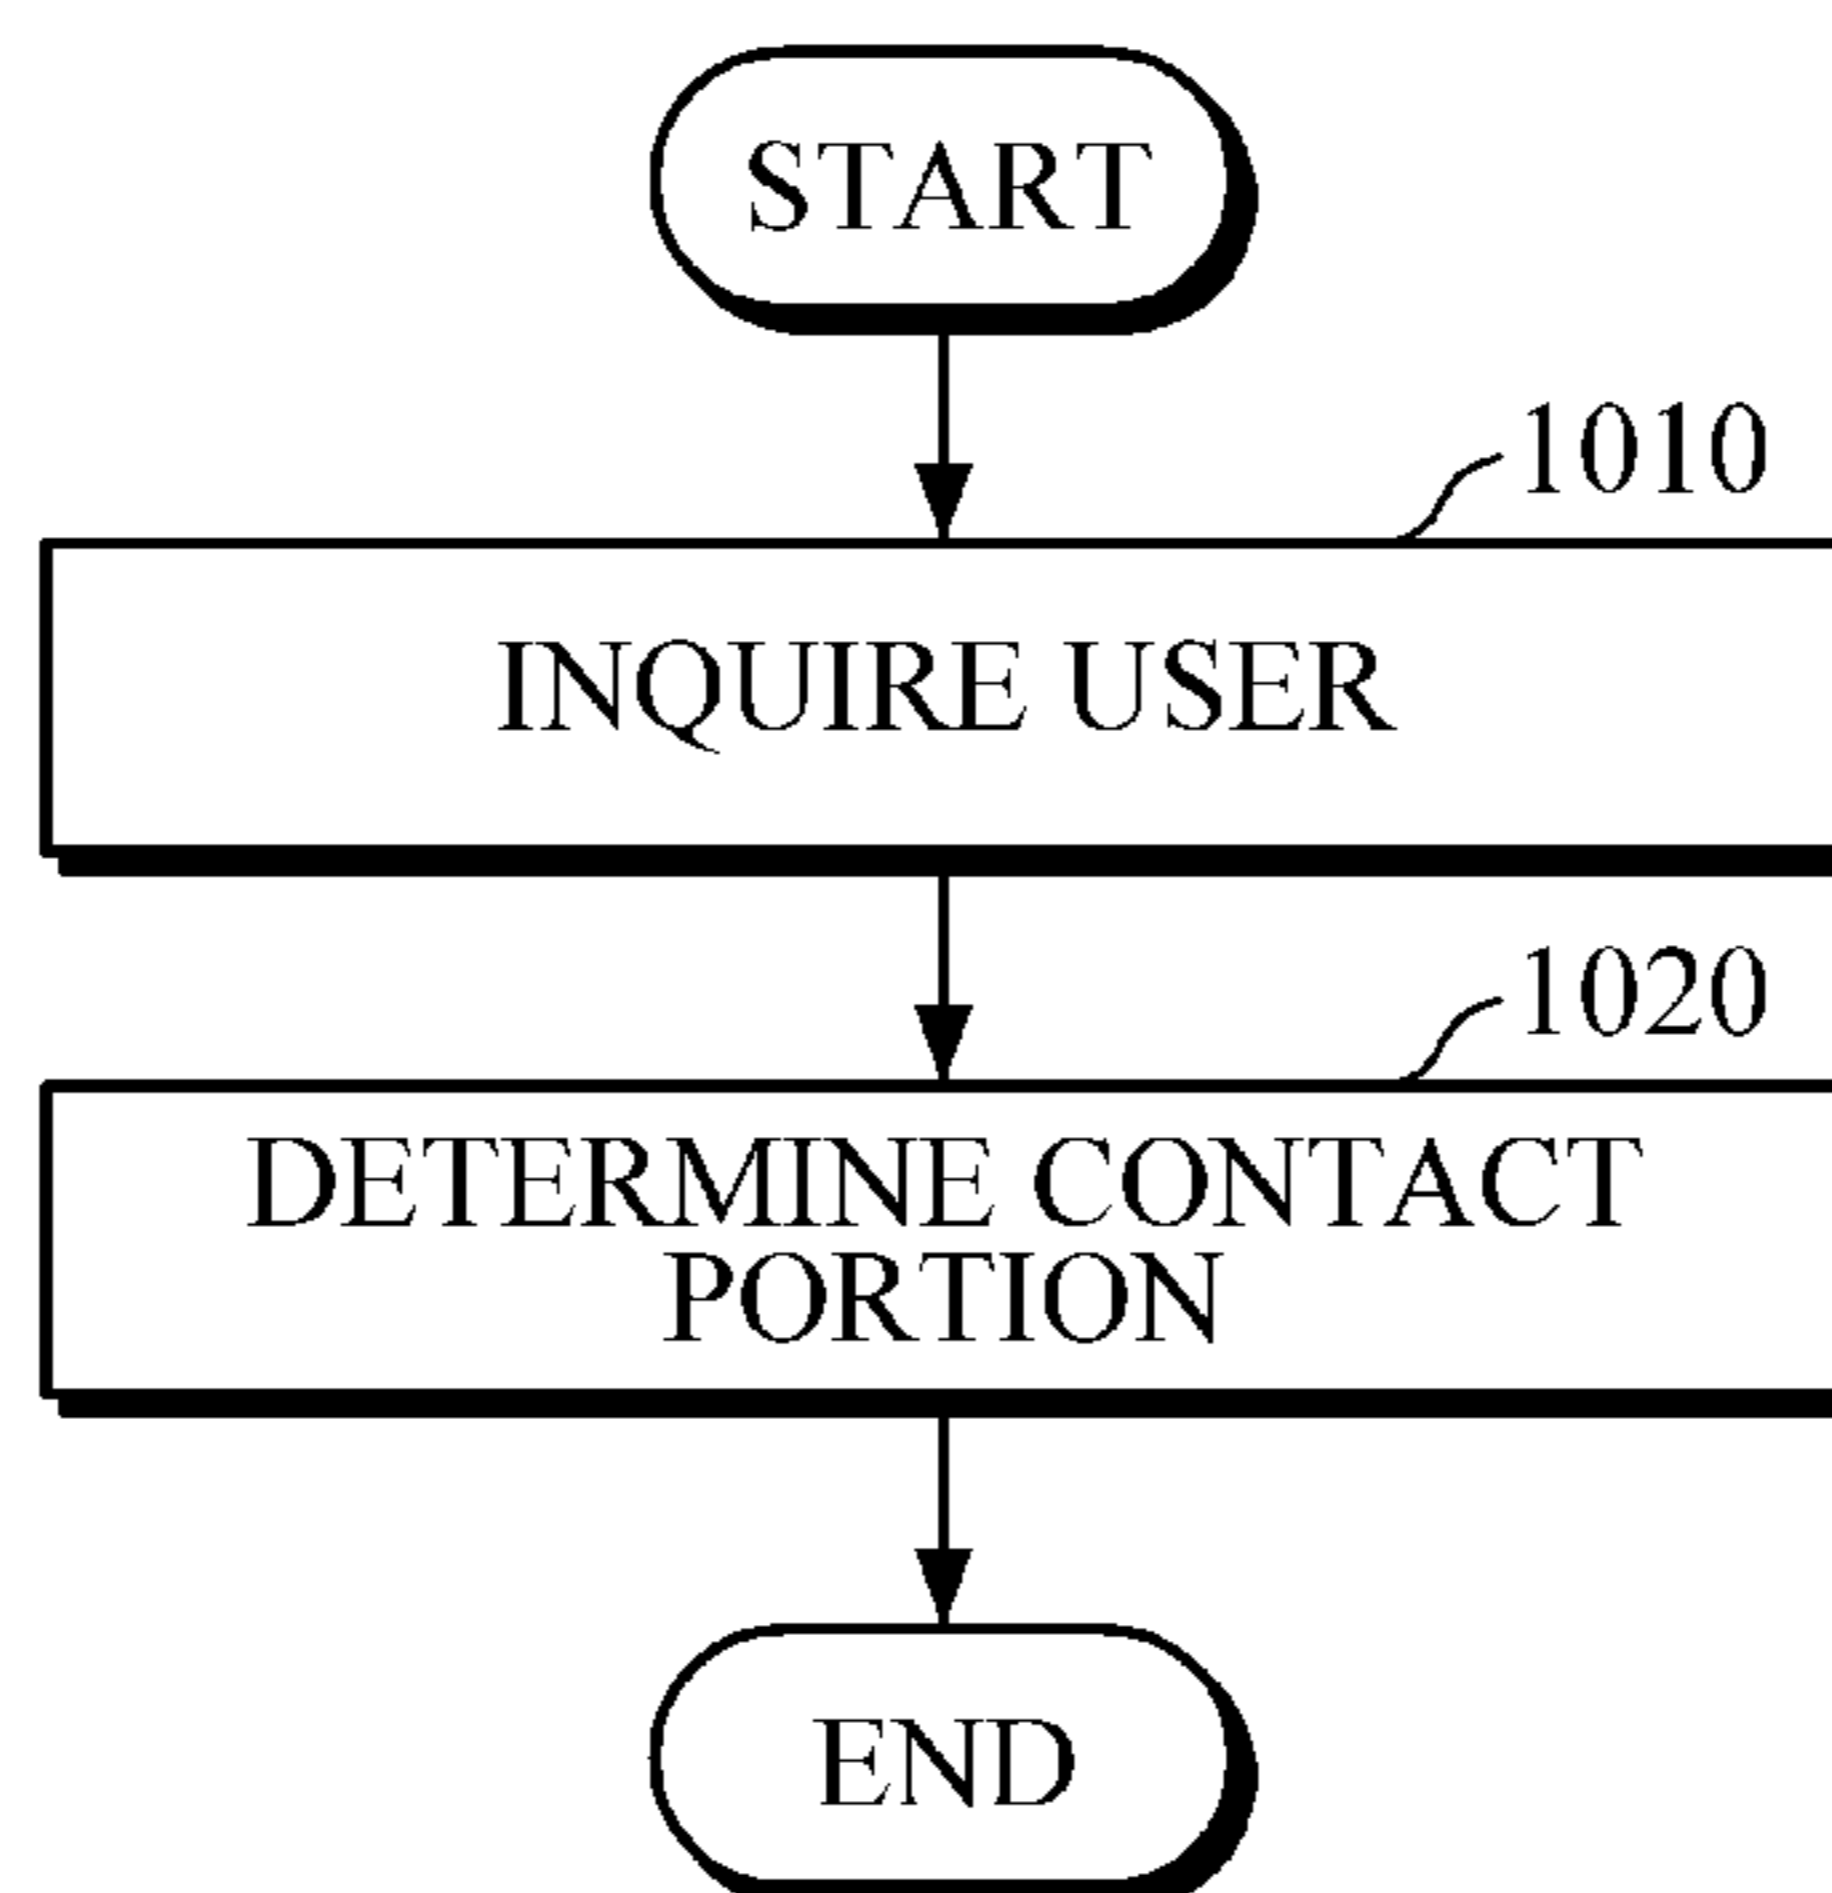 START
1010
INQUIRE USER
1020
DETERMINE CONTACT
PORTION
END